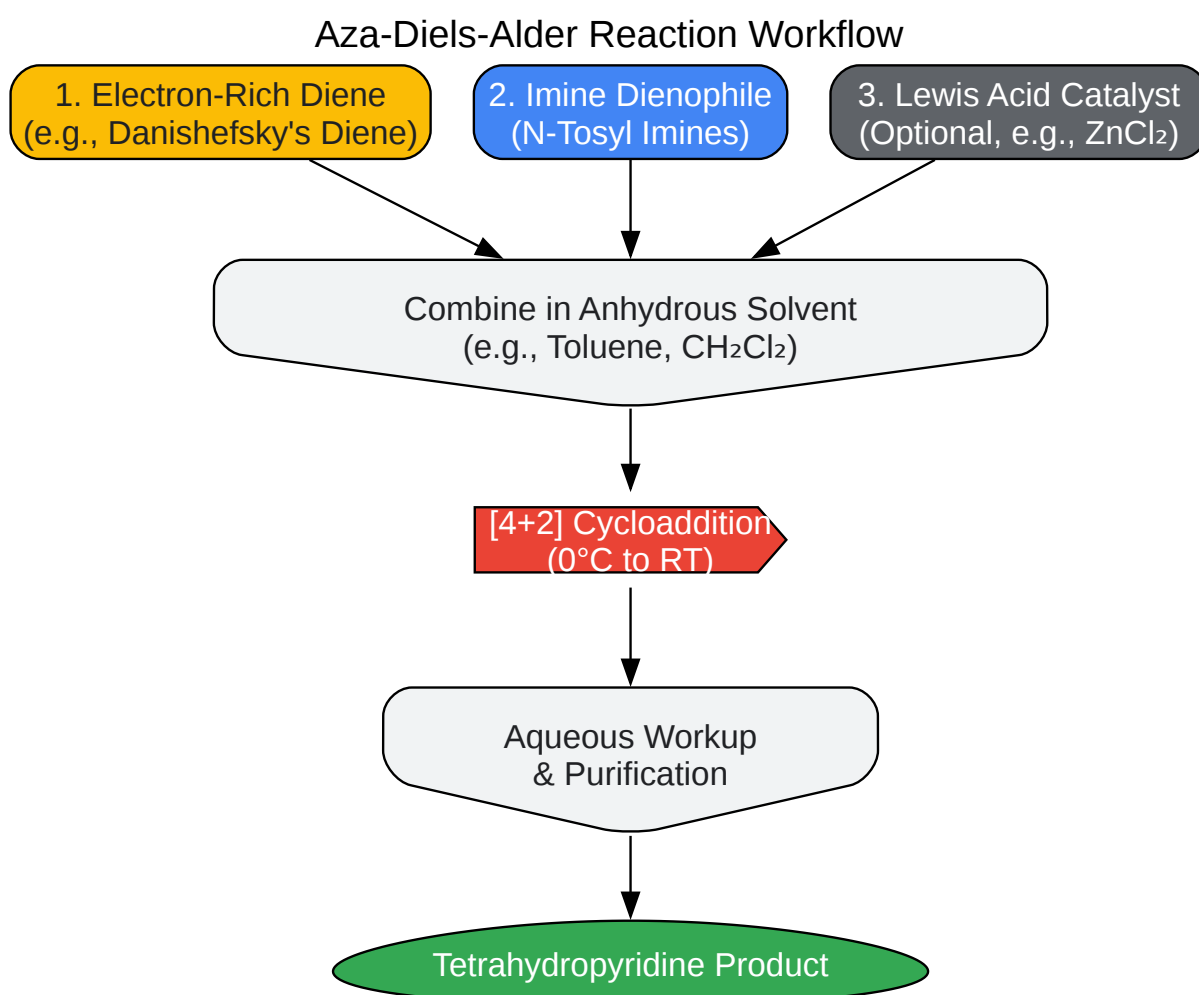 Aza-Diels-Alder Reaction Workflow
1. Electron-Rich Diene
(e.g., Danishefsky's Diene)
2. Imine Dienophile
(N-Tosyl Imines)
3. Lewis Acid Catalyst
(Optional, e.g., ZnCl₂)
Combine in Anhydrous Solvent
(e.g., Toluene, CH₂Cl₂)
[4+2] Cycloaddition
(0°C to RT)
Aqueous Workup
& Purification
Tetrahydropyridine Product